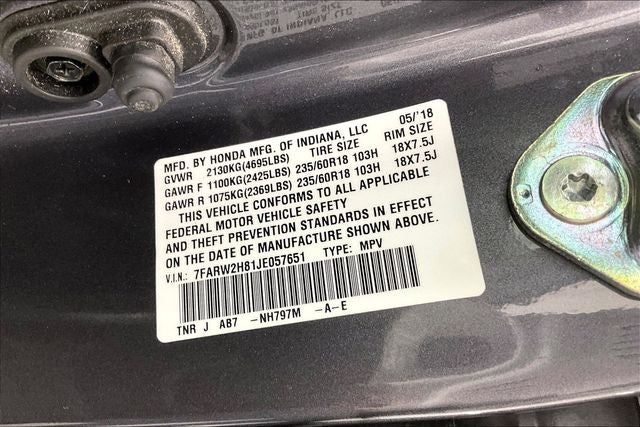 MFD. BY HONDA MFG. OF INDIANA, LLC 05/'18
GVWR 2130KG(4695LBS) TIRE SIZE RIM SIZE
GAWR F 1100KG(2425LBS) 235/60R18 103H 18X7.5J
GAWR R 1075KG(2369LBS) 235/60R18 103H 18X7.5J
THIS VEHICLE CONFORMS TO ALL APPLICABLE
FEDERAL MOTOR VEHICLE SAFETY
AND THEFT PREVENTION STANDARDS IN EFFECT
ON THE DATE OF MANUFACTURE SHOWN ABOVE.
V.I.N.: 7FARW2H81JE057651 TYPE: MPV
TNR J AB7 -NH797M -A-E